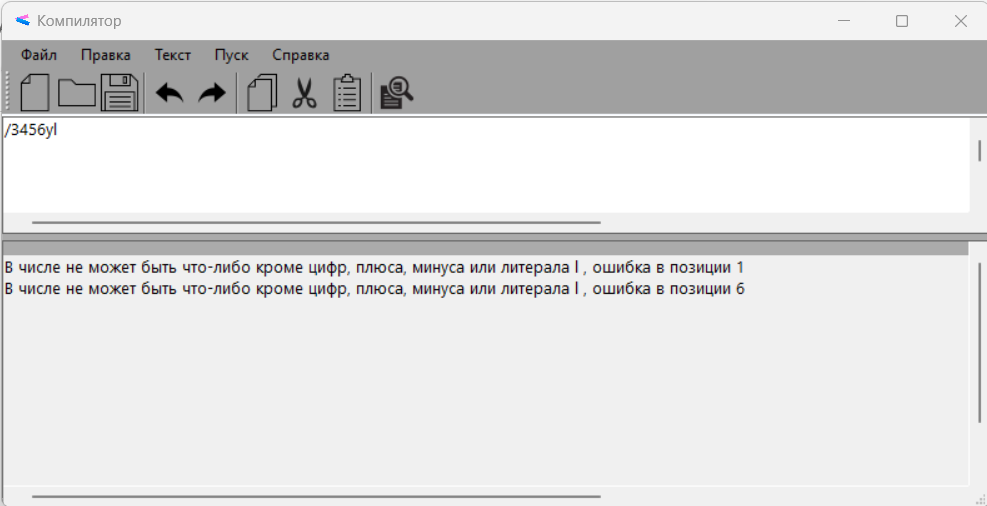 Компилятор
Файл Правка Текст Пуск Справка
/3456yl
В числе не может быть что-либо кроме цифр, плюса, минуса или литерала l , ошибка в позиции 1
В числе не может быть что-либо кроме цифр, плюса, минуса или литерала l , ошибка в позиции 6